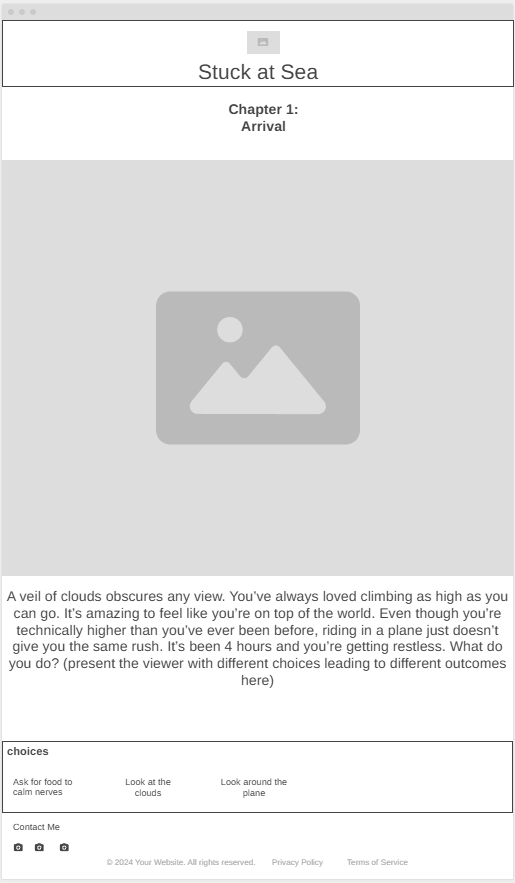 Stuck at Sea
Chapter 1:
Arrival
A veil of clouds obscures any view. You’ve always loved climbing as high as you
can go. It’s amazing to feel like you’re on top of the world. Even though you’re
technically higher than you’ve ever been before, riding in a plane just doesn’t
give you the same rush. It’s been 4 hours and you’re getting restless. What do
you do? (present the viewer with different choices leading to different outcomes
here)
choices
Ask for food to
calm nerves
Look at the
clouds
Look around the
plane
Contact Me
© 2024 Your Website. All rights reserved. Privacy Policy Terms of Service